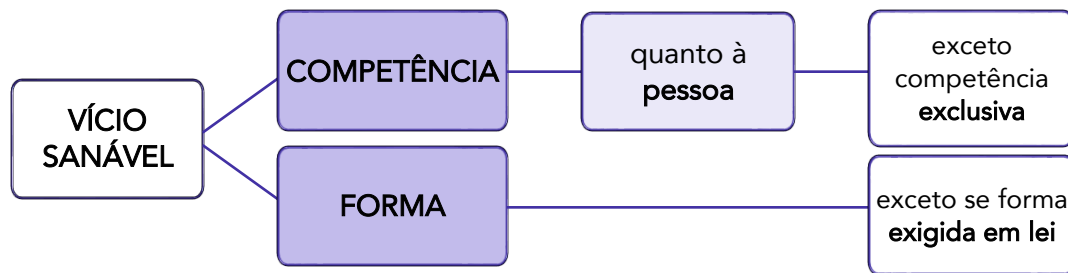 VÍCIO
SANÁVEL
COMPETÊNCIA
quanto à
pessoa
exceto
competência
exclusiva
FORMA
exceto se forma
exigida em lei